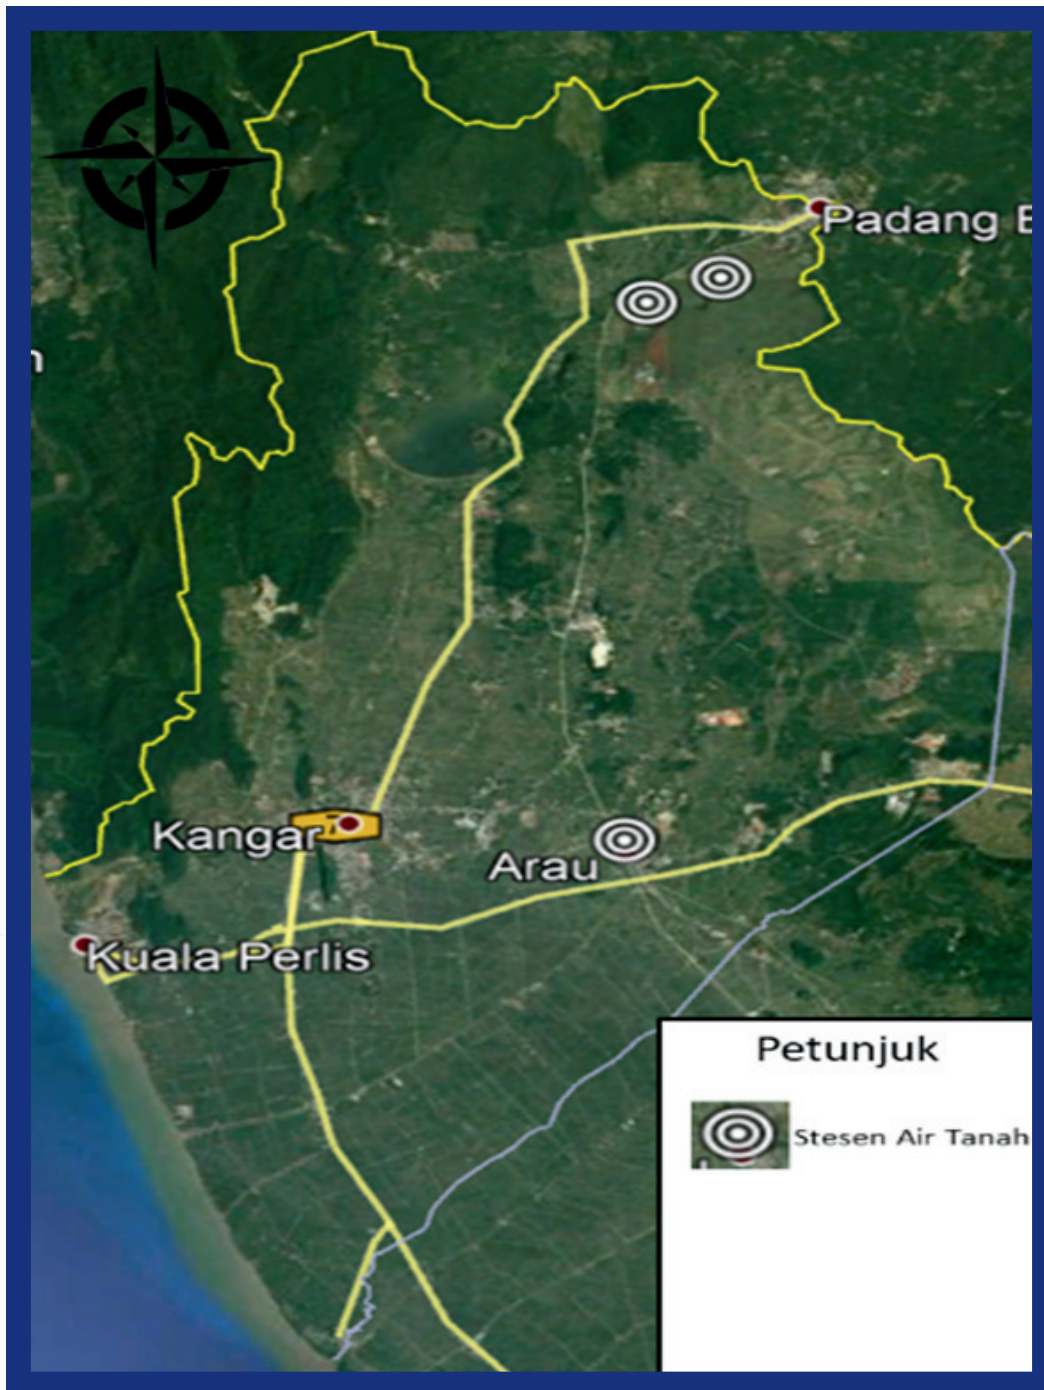 Padang
Kangar
Arau
Kuala Perlis
Petunjuk
Stesen Air Tanah